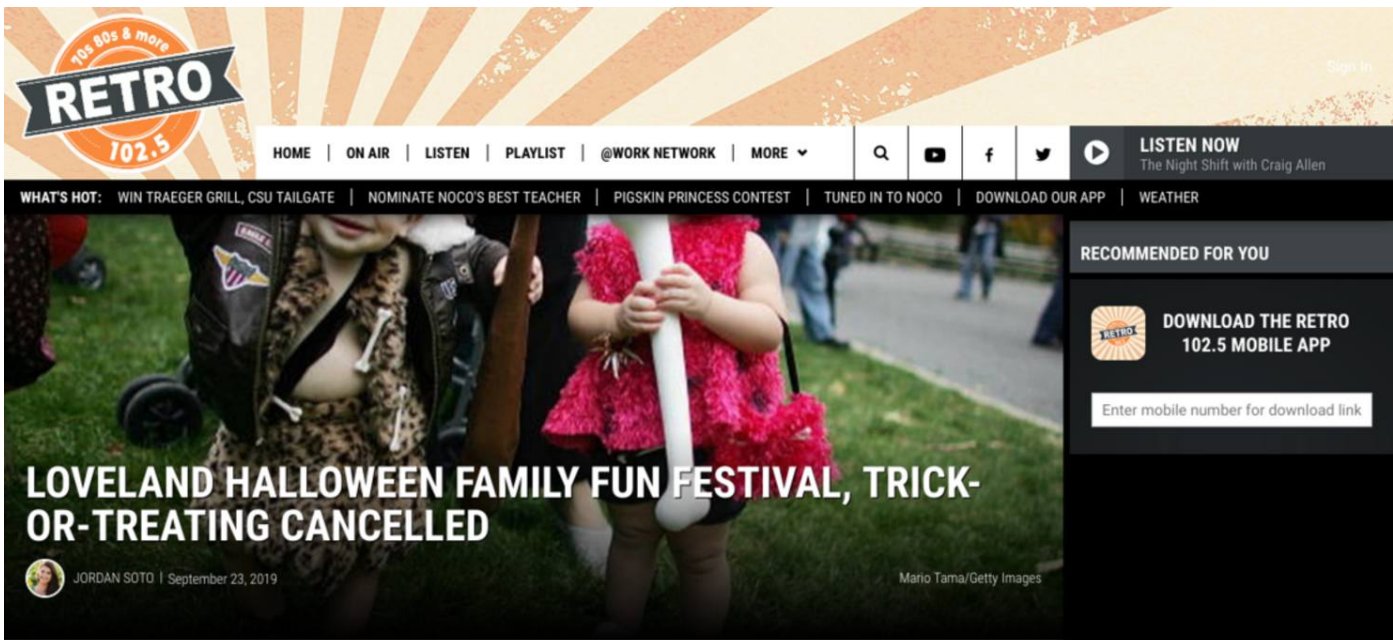 70s 80s & more
RETRO
102.5
Sign In
HOME | ON AIR | LISTEN | PLAYLIST | @WORK NETWORK | MORE
LISTEN NOW
The Night Shift with Craig Allen
WHAT'S HOT: WIN TRAEGER GRILL, CSU TAILGATE | NOMINATE NOCO'S BEST TEACHER | PIGSKIN PRINCESS CONTEST | TUNED IN TO NOCO | DOWNLOAD OUR APP | WEATHER
RECOMMENDED FOR YOU
RETRO
DOWNLOAD THE RETRO
102.5 MOBILE APP
Enter mobile number for download link
LOVELAND HALLOWEEN FAMILY FUN FESTIVAL, TRICK-
OR-TREATING CANCELLED
JORDAN SOTO | September 23, 2019
Mario Tama/Getty Images